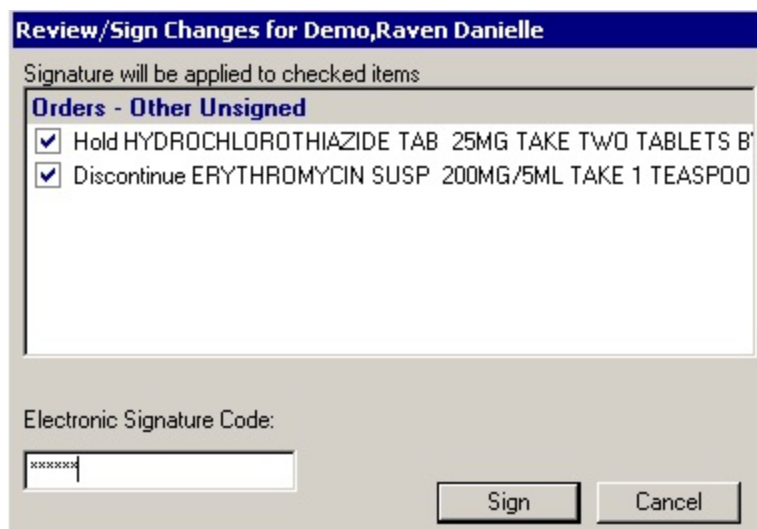 Review/Sign Changes for Demo,Raven Danielle
Signature will be applied to checked items
Orders - Other Unsigned
Hold HYDROCHLOROTHIAZIDE TAB 25MG TAKE TWO TABLETS B
Discontinue ERYTHROMYCIN SUSP 200MG/5ML TAKE 1 TEASPOO
Electronic Signature Code:
××××××
Sign
Cancel